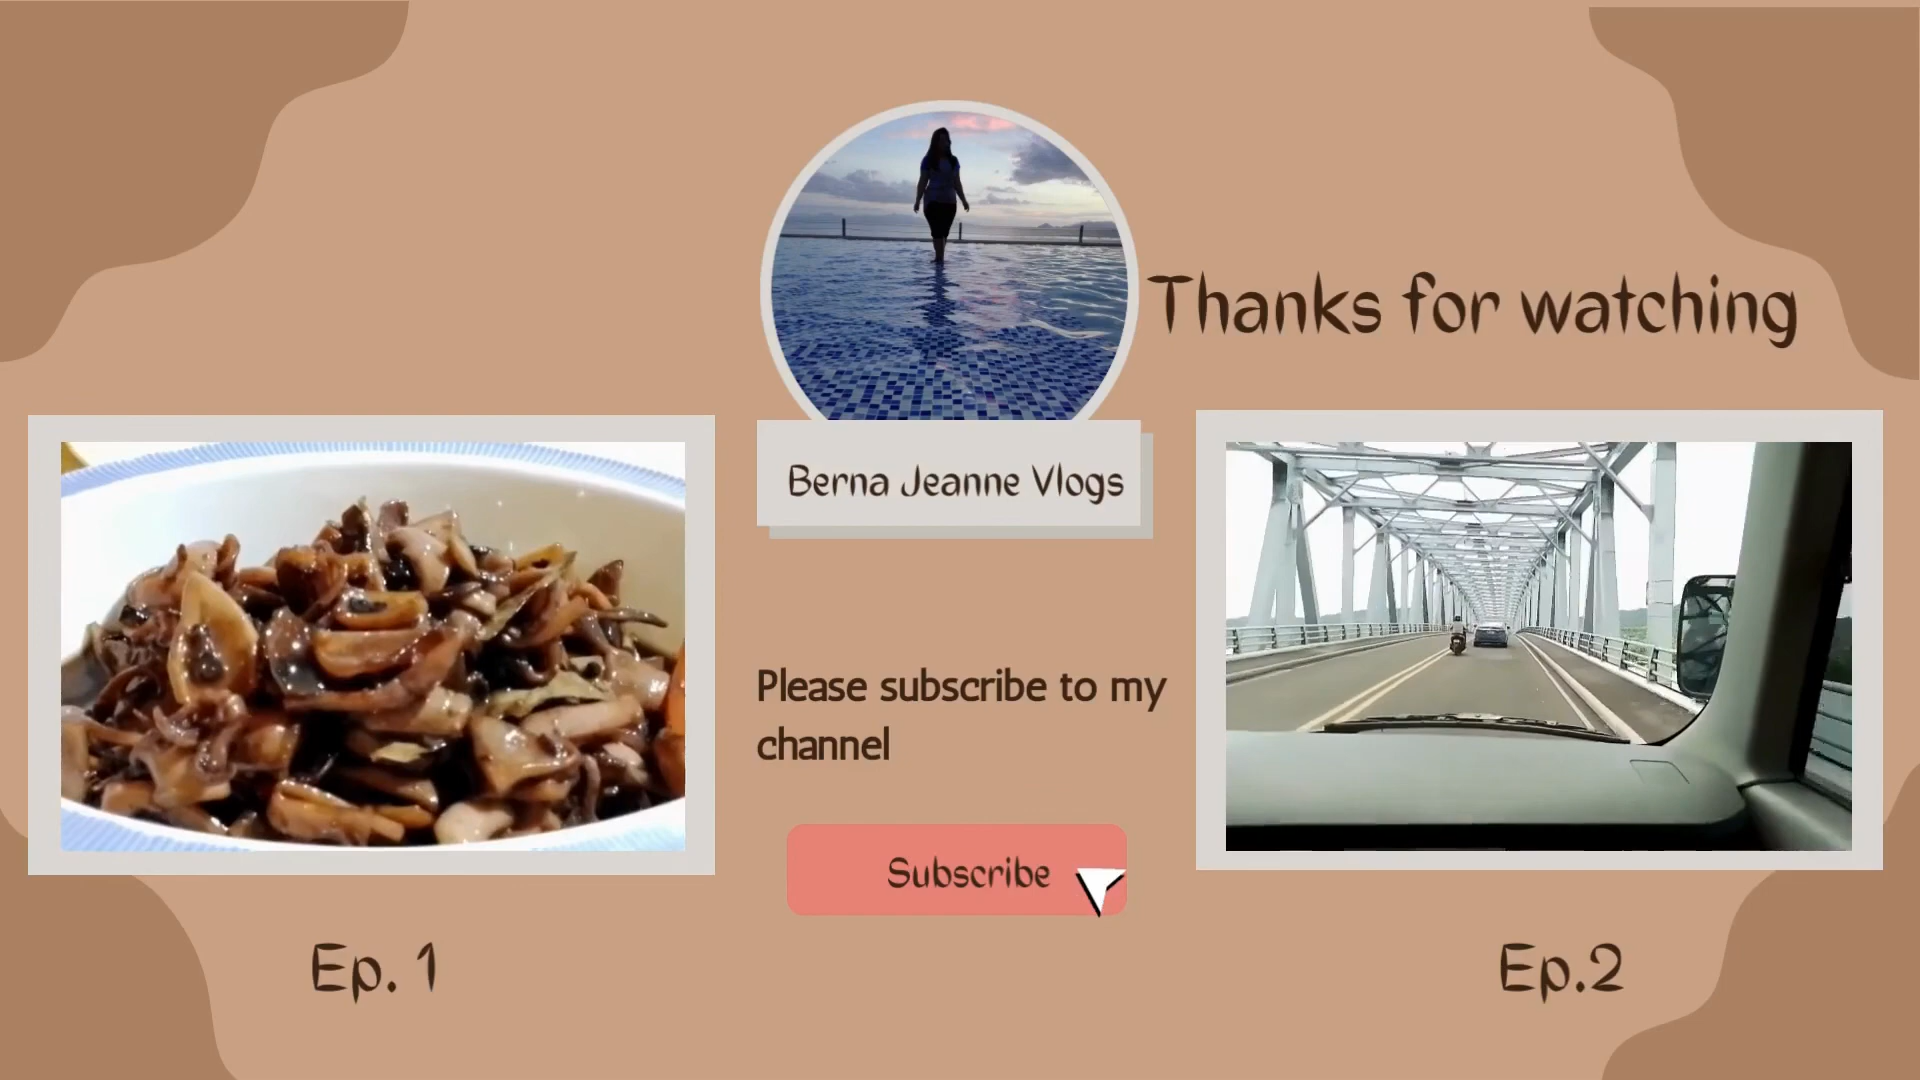 Thanks for watching
Berna Jeanne Vlogs
Please subscribe to my
channel
Subscribe
Ep. 1
Ep.2